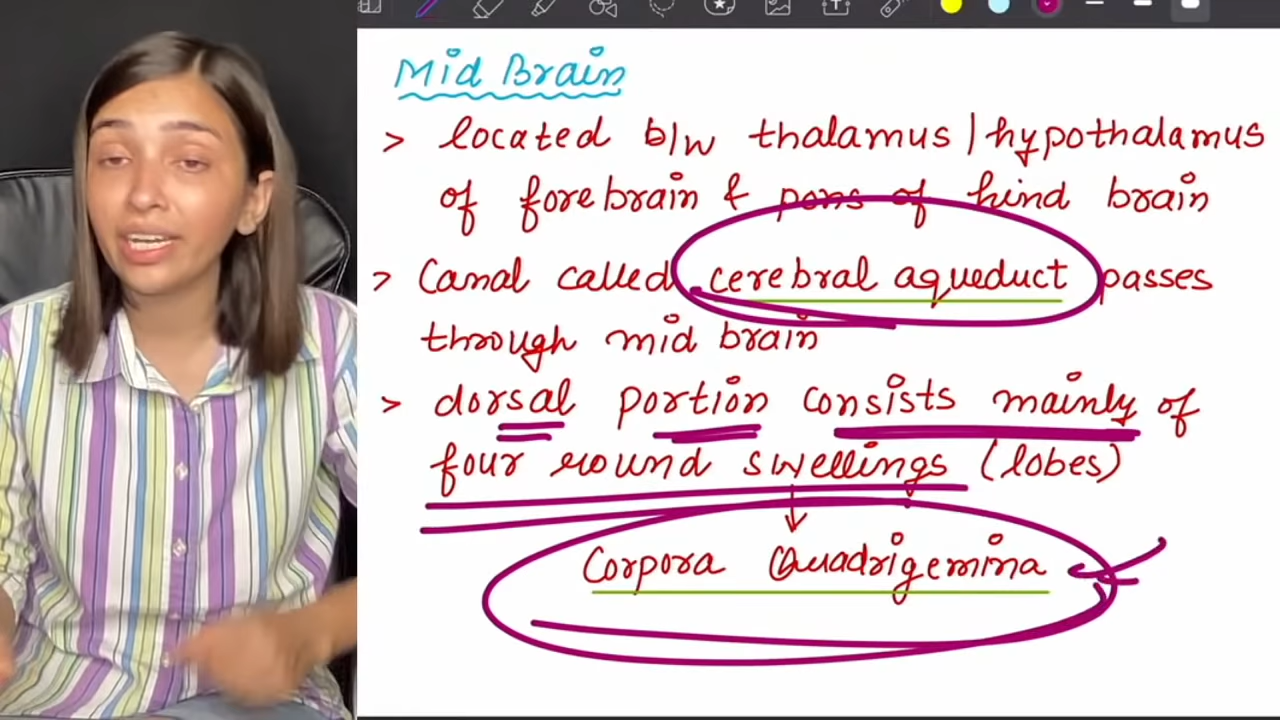 Mid Brain
> located b/w thalamus / hypothalamus
of forebrain & pons of hind brain
> Canal called cerebral aqueduct passes
through mid brain
> dorsal portion consists mainly of
four round swellings (lobes)
Corpora Quadrigemina